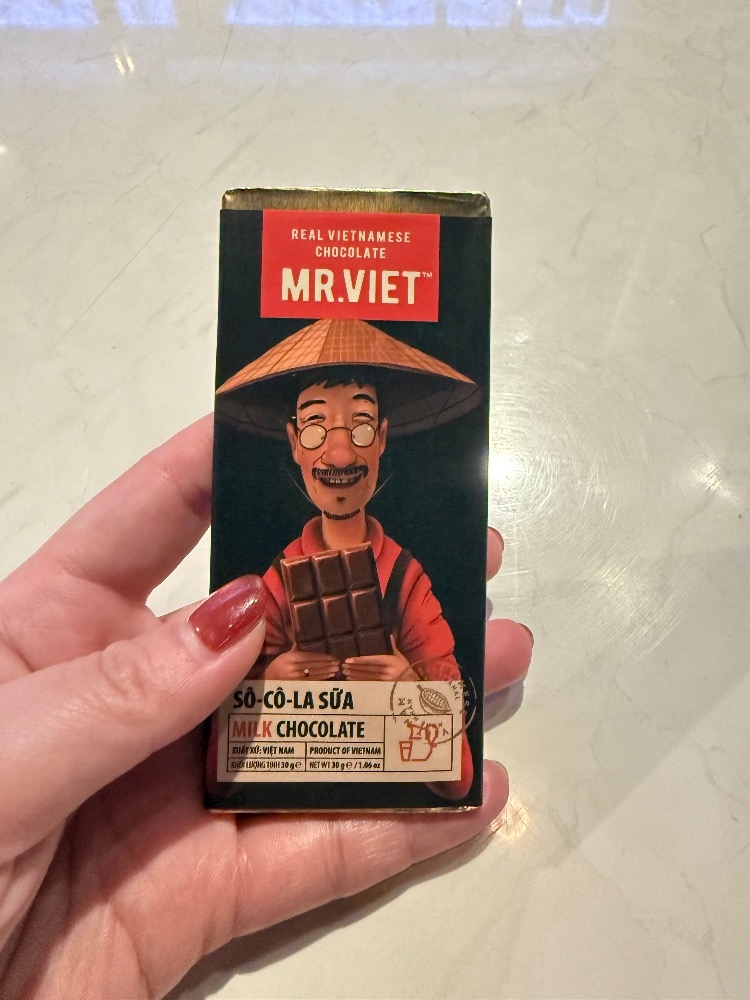 REAL VIETNAMESE
CHOCOLATE
MR.VIET™
SÔ-CÔ-LA SỮA
MILK CHOCOLATE
XUẤT XỨ: VIỆT NAM
PRODUCT OF VIETNAM
KHỐI LƯỢNG TỊNH 30 g ℮
NET WT 30 g ℮ / 1.06 oz